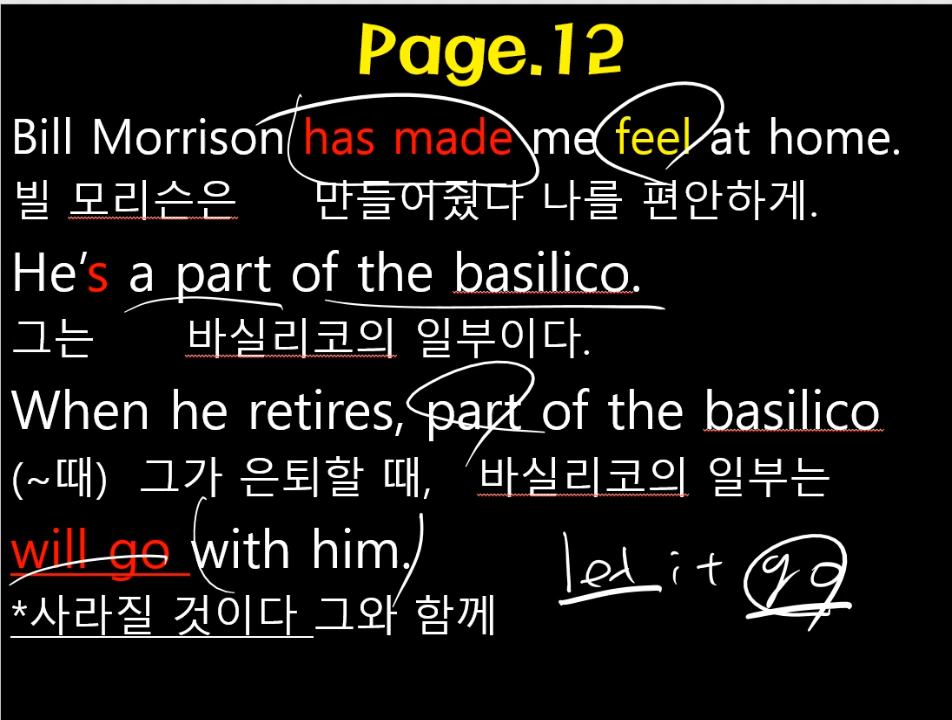 Page.12
Bill Morrison has made me feel at home.
빌 모리슨은 만들어줬다 나를 편안하게.
He's a part of the basilico.
그는 바실리코의 일부이다.
When he retires, part of the basilico
(~때) 그가 은퇴할 때, 바실리코의 일부는
will go with him.
*사라질 것이다 그와 함께
led it go